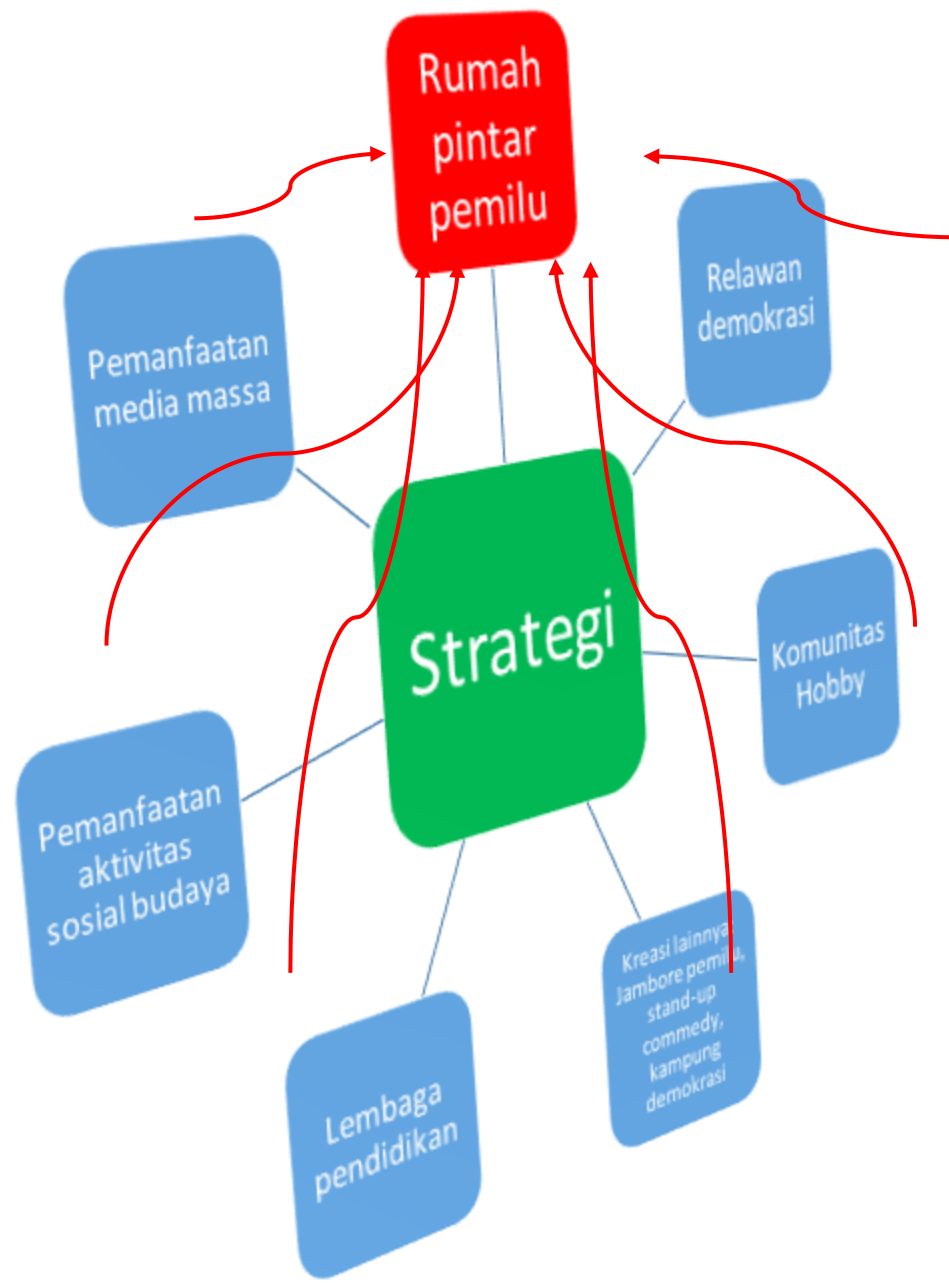 Rumah
pintar
pemilu
Relawan
demokrasi
Pemanfaatan
media massa
Strategi
Komunitas
Hobby
Pemanfaatan
aktivitas
sosial budaya
Kreasi lainnya:
Jambore pemilu,
stand-up
commedy,
kampung
demokrasi
Lembaga
pendidikan